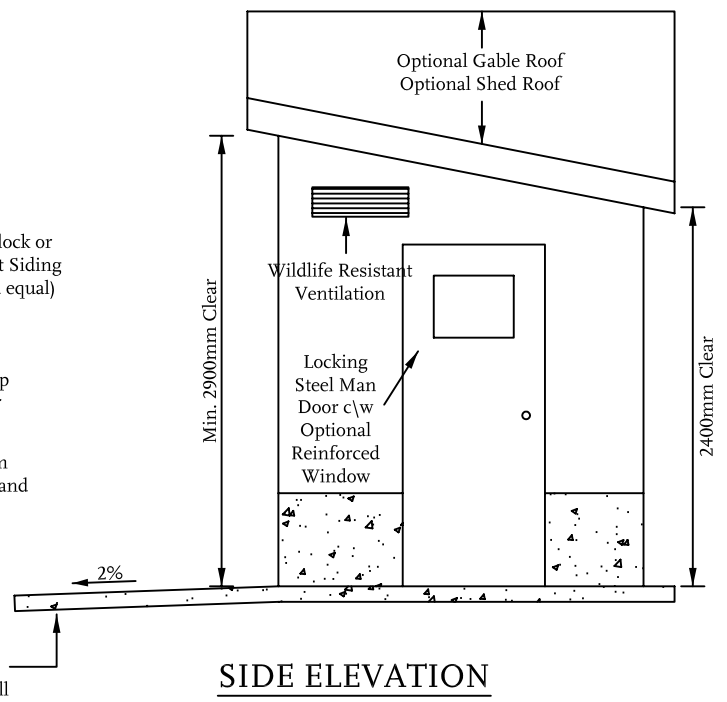 Optional Gable Roof
Optional Shed Roof
lock or
t Siding
equal)
Wildlife Resistant
Ventilation
Min. 2900mm Clear
2400mm Clear
Locking
Steel Man
Door c\w
Optional
Reinforced
Window
and
2%
SIDE ELEVATION